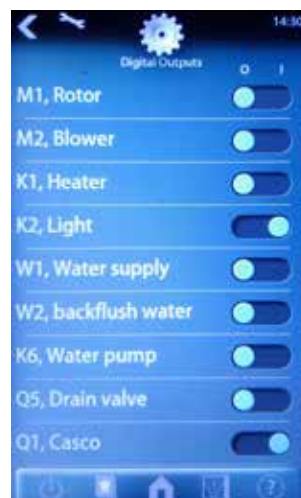 14:30
Digital Outputs
O I
M1, Rotor
M2, Blower
K1, Heater
K2, Light
W1, Water supply
W2, backflush water
K6, Water pump
Q5, Drain valve
Q1, Casco
?